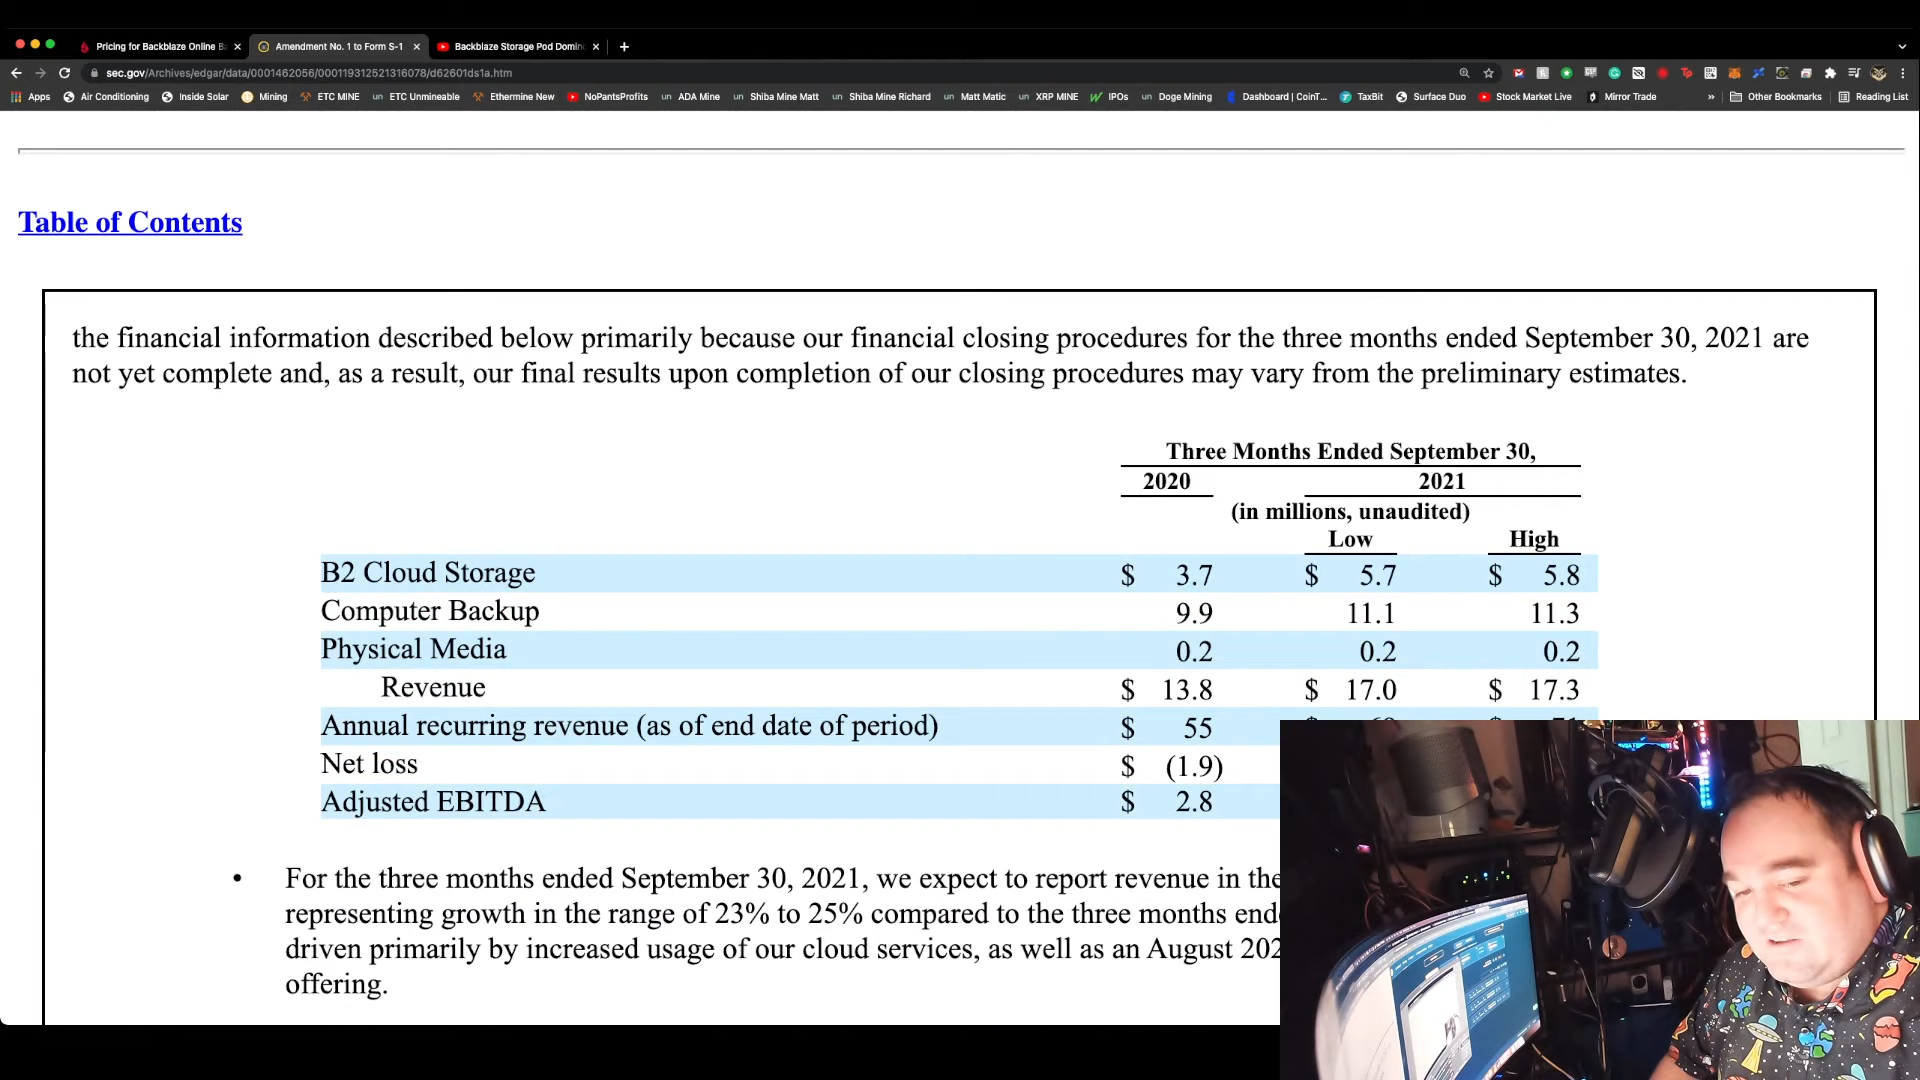 Pricing for Backblaze Online B
Amendment No. 1 to Form S-1
Backblaze Storage Pod Domin
sec.gov/Archives/edgar/data/0001462056/000119312521316078/d62601ds1a.htm
Apps Air Conditioning Inside Solar Mining ETC MINE ETC Unmineable Ethermine New NoPantsProfits ADA Mine Shiba Mine Matt Shiba Mine Richard Matt Matic XRP MINE IPOs Doge Mining Dashboard | CoinT... TaxBit Surface Duo Stock Market Live Mirror Trade » Other Bookmarks Reading List
Table of Contents
the financial information described below primarily because our financial closing procedures for the three months ended September 30, 2021 are
not yet complete and, as a result, our final results upon completion of our closing procedures may vary from the preliminary estimates.
Three Months Ended September 30,
2020 2021
(in millions, unaudited)
Low High
B2 Cloud Storage $ 3.7 $ 5.7 $ 5.8
Computer Backup 9.9 11.1 11.3
Physical Media 0.2 0.2 0.2
Revenue $ 13.8 $ 17.0 $ 17.3
Annual recurring revenue (as of end date of period) $ 55
Net loss $ (1.9)
Adjusted EBITDA $ 2.8
• For the three months ended September 30, 2021, we expect to report revenue in the
representing growth in the range of 23% to 25% compared to the three months end
driven primarily by increased usage of our cloud services, as well as an August 202
offering.